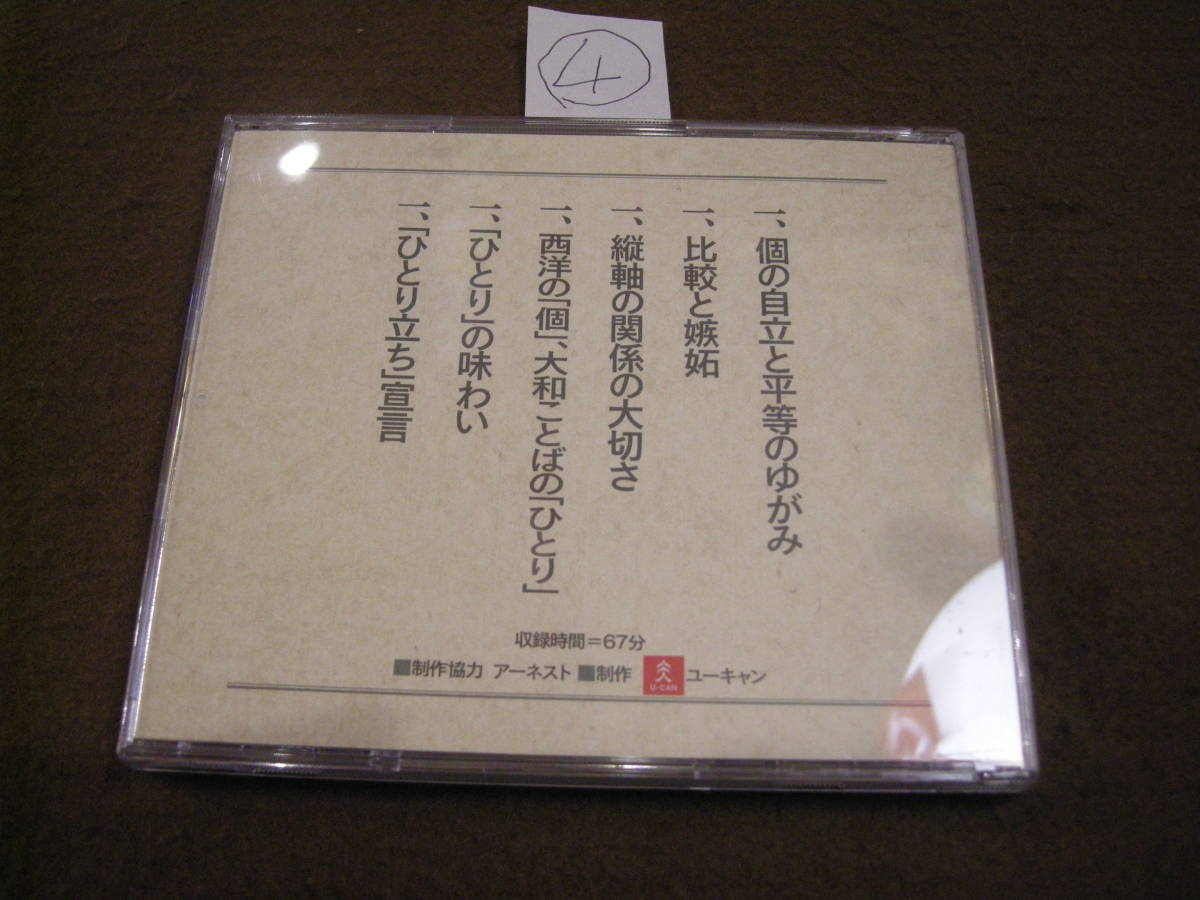 ④
一、個の自立と平等のゆがみ
一、比較と嫉妬
一、縦軸の関係の大切さ
一、西洋の「個」、大和ことばの「ひとり」
一、「ひとり」の味わい
一、「ひとり立ち」宣言
収録時間=67分
■制作協力 アーネスト ■制作 U-CAN ユーキャン